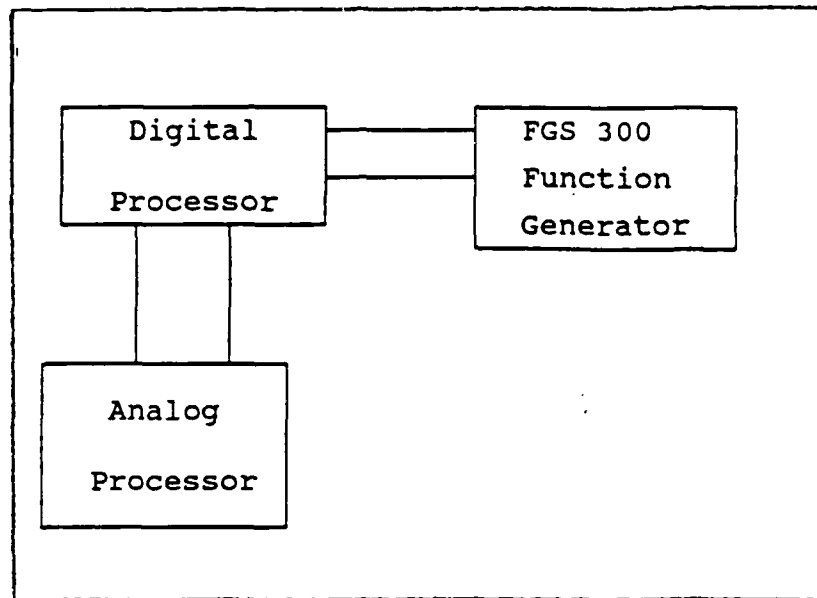 Digital
Processor
FGS 300
Function
Generator
Analog
Processor